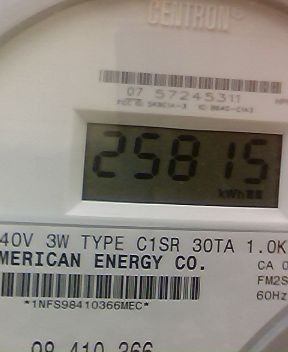 CENTRON®
07 57245311
25815
kWh
40V 3W TYPE C1SR 30TA 1.0K
MERICAN ENERGY CO.
CA 0
FM2S
60Hz
*1NFS98410366MEC*
98 410 366